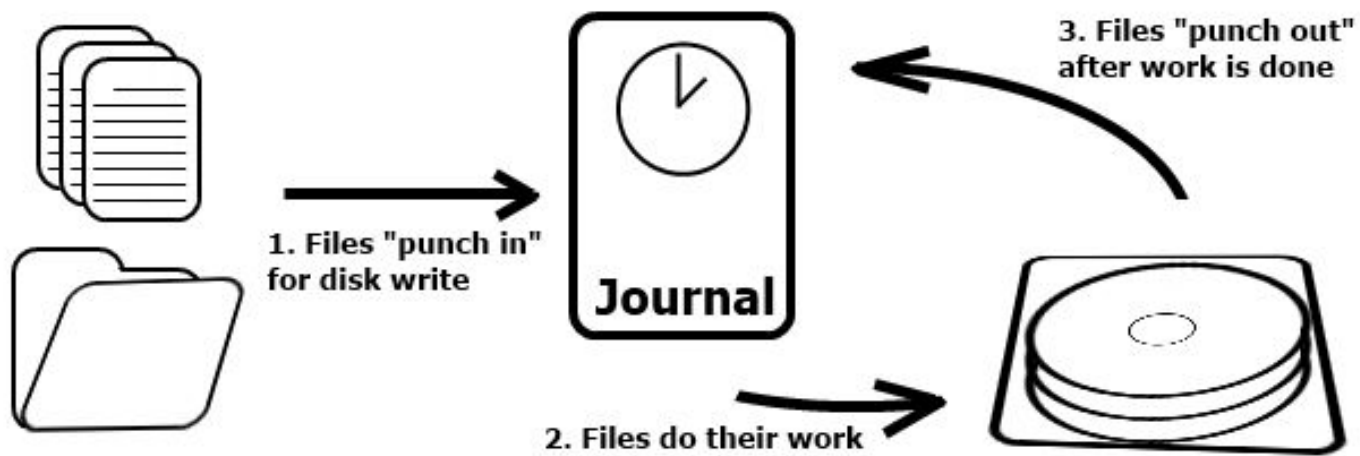 1. Files "punch in"
for disk write
Journal
2. Files do their work
3. Files "punch out"
after work is done